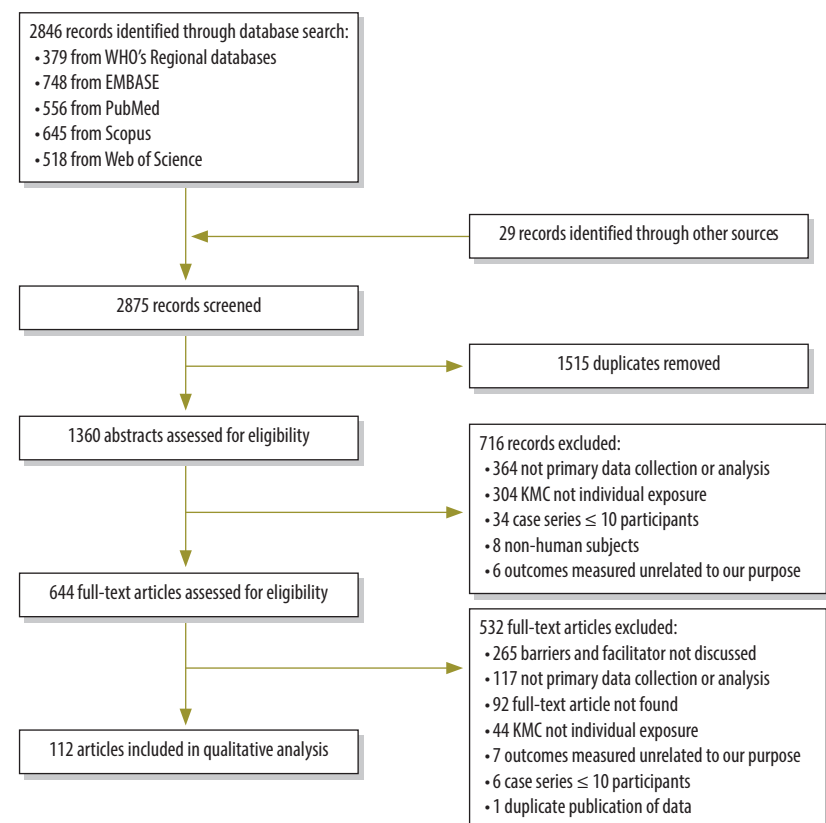 2846 records identified through database search:
• 379 from WHO's Regional databases
• 748 from EMBASE
• 556 from PubMed
• 645 from Scopus
• 518 from Web of Science
29 records identified through other sources
2875 records screened
1515 duplicates removed
1360 abstracts assessed for eligibility
716 records excluded:
• 364 not primary data collection or analysis
• 304 KMC not individual exposure
• 34 case series ≤ 10 participants
• 8 non-human subjects
• 6 outcomes measured unrelated to our purpose
644 full-text articles assessed for eligibility
532 full-text articles excluded:
• 265 barriers and facilitator not discussed
• 117 not primary data collection or analysis
• 92 full-text article not found
• 44 KMC not individual exposure
• 7 outcomes measured unrelated to our purpose
• 6 case series ≤ 10 participants
• 1 duplicate publication of data
112 articles included in qualitative analysis